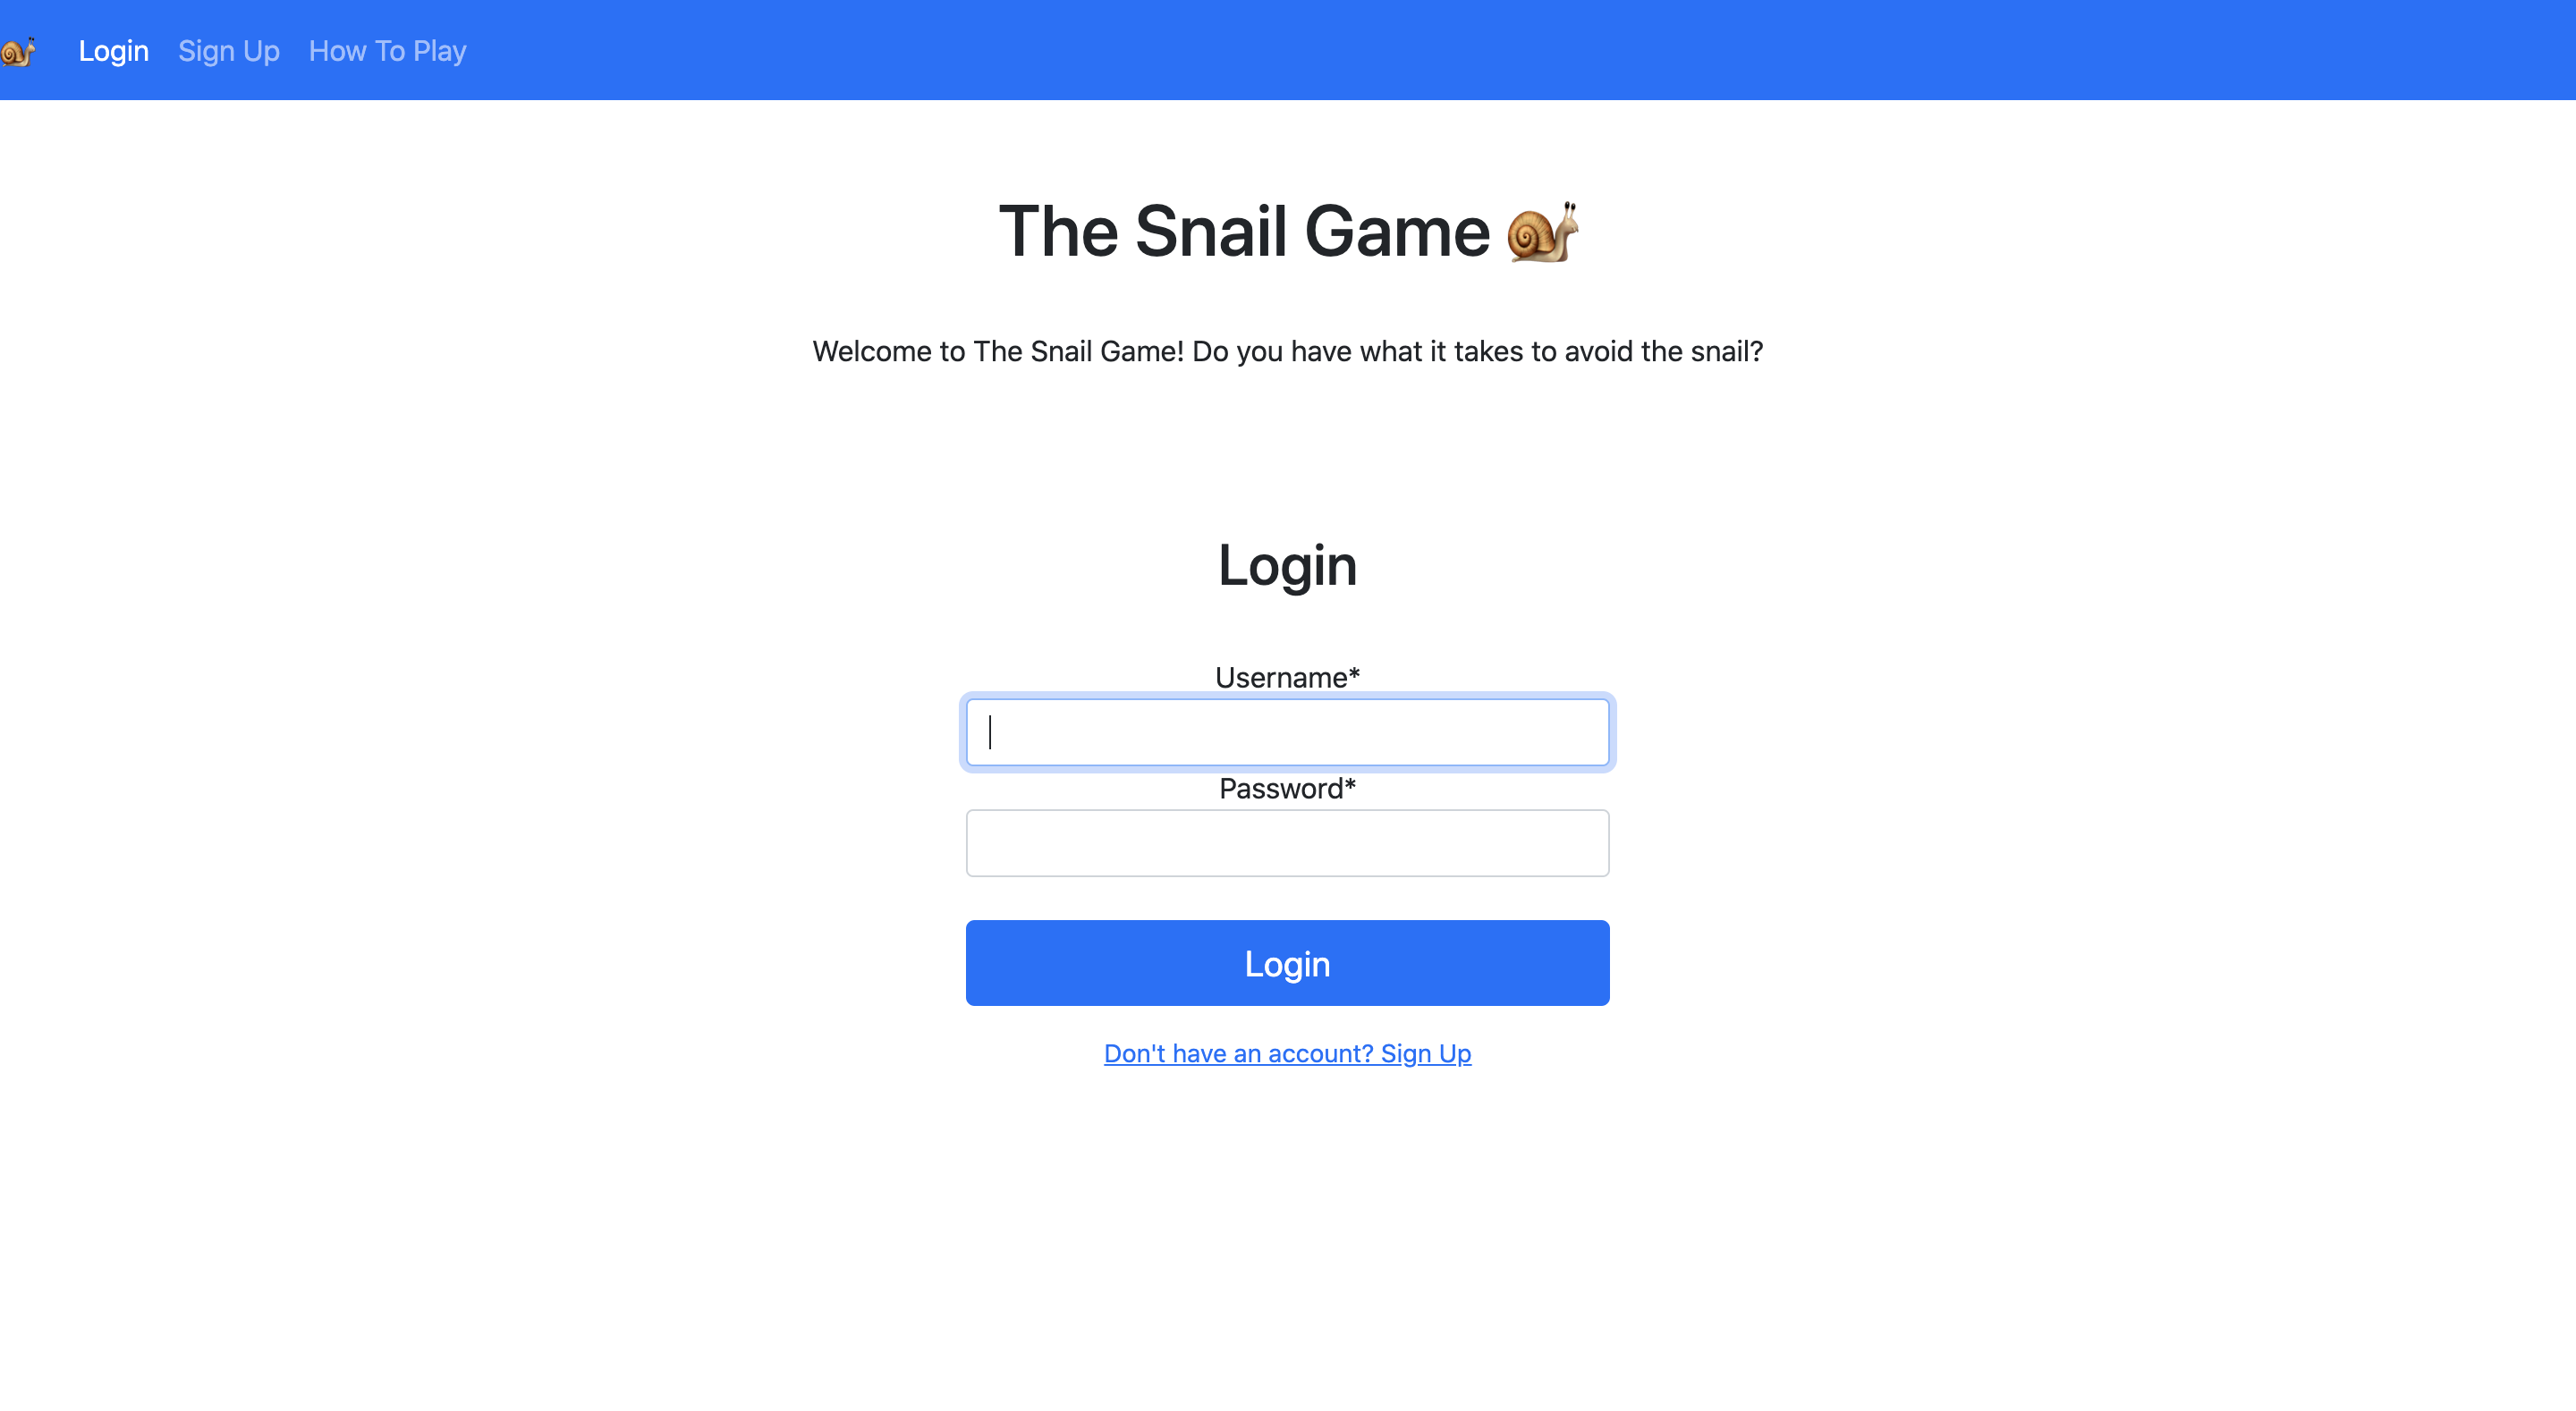 🐌 Login Sign Up How To Play
The Snail Game 🐌
Welcome to The Snail Game! Do you have what it takes to avoid the snail?
Login
Username*
Password*
Login
Don't have an account? Sign Up